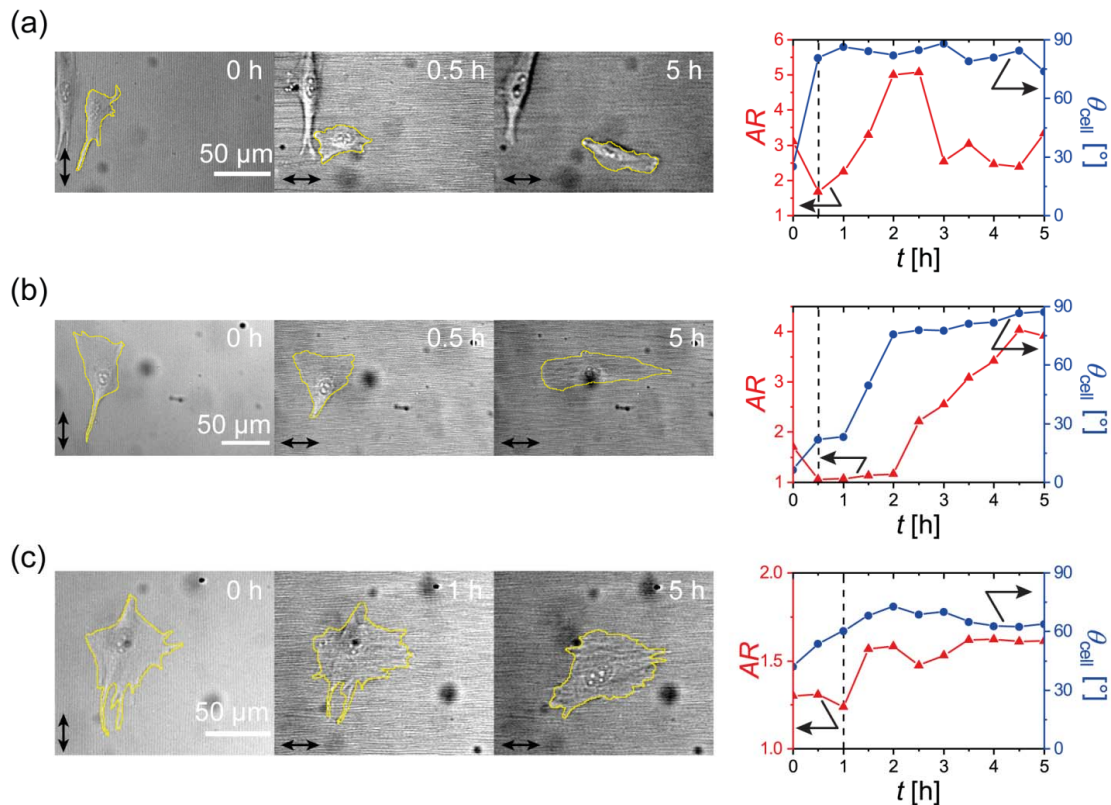 (a)
0 h
0.5 h
5 h
50 µm
6
5
4
3
2
1
AR
90
60
30
0
θcell [°]
0 1 2 3 4 5
t [h]
(b)
0 h
0.5 h
5 h
50 µm
4
3
2
1
AR
90
60
30
0
θcell [°]
0 1 2 3 4 5
t [h]
(c)
0 h
1 h
5 h
50 µm
2.0
1.5
1.0
AR
90
60
30
0
θcell [°]
0 1 2 3 4 5
t [h]